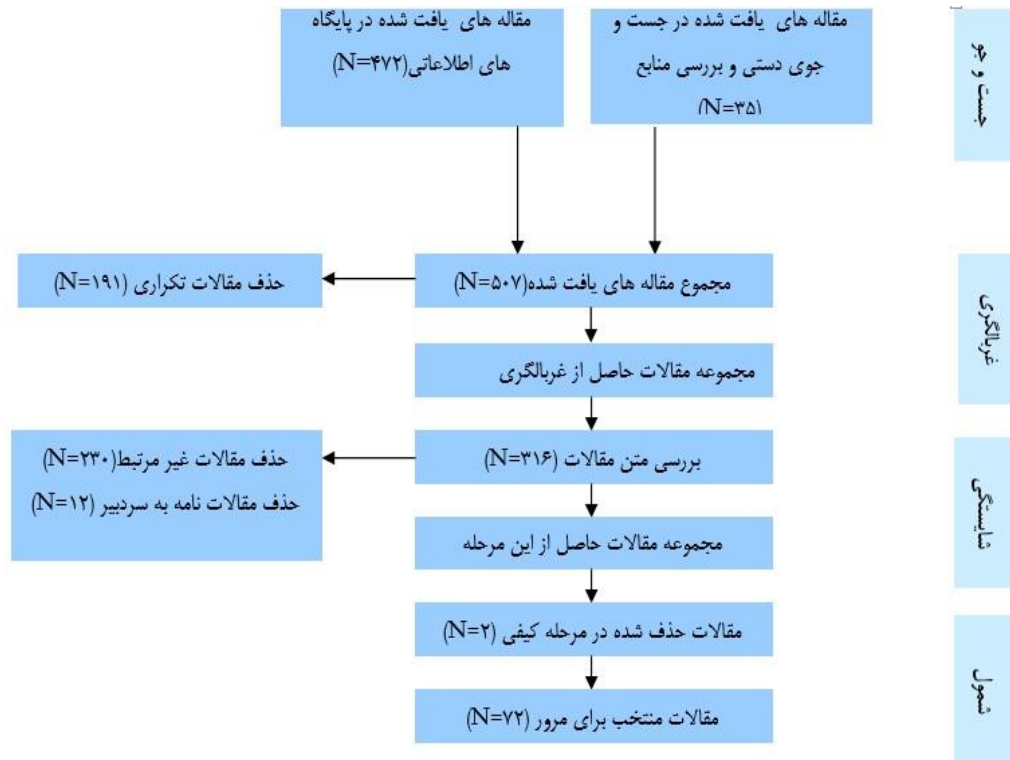 مقاله های یافت شده در جست و
جوی دستی و بررسی منابع
(N=۳۵۱
مقاله های یافت شده در پایگاه
های اطلاعاتی(N=۴۷۲)
جست و جو
مجموع مقاله های یافت شده(N=۵۰۷)
حذف مقالات تکراری (N=۱۹۱)
مجموعه مقالات حاصل از غربالگری
غربالگری
بررسی متن مقالات (N=۳۱۶)
حذف مقالات غیر مرتبط(N=۲۳۰)
حذف مقالات نامه به سردبیر (N=۱۲)
مجموعه مقالات حاصل از این مرحله
شایستگی
مقالات حذف شده در مرحله کیفی (N=۲)
مقالات منتخب برای مرور (N=۷۲)
شمول